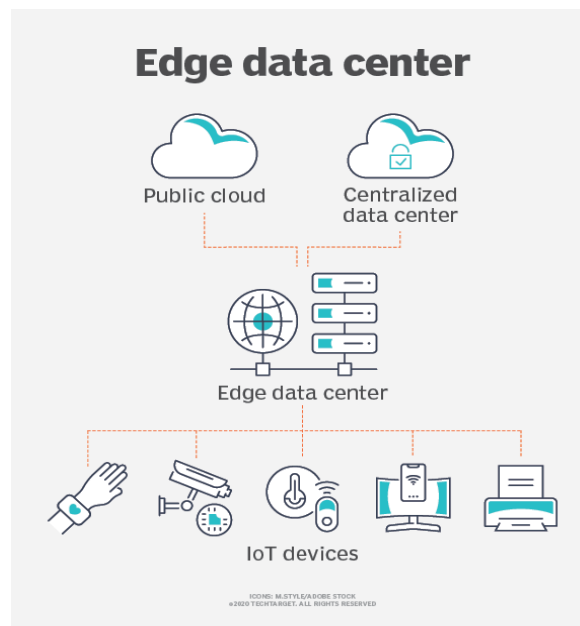 Edge data center
Public cloud
Centralized
data center
Edge data center
IoT devices
ICONS: M.STYLE/ADOBE STOCK
©2020 TECHTARGET. ALL RIGHTS RESERVED